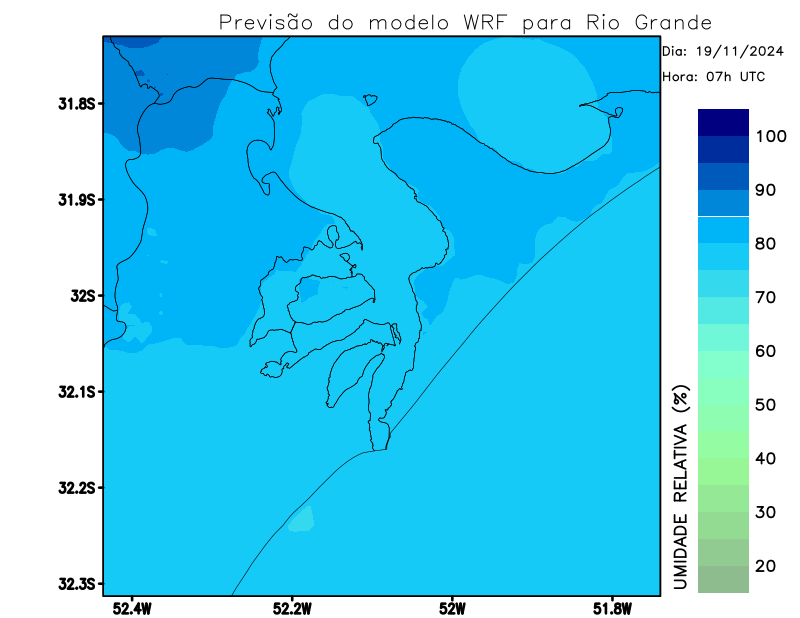 Previsão do modelo WRF para Rio Grande
Dia: 19/11/2024
Hora: 07h UTC
31.8S
31.9S
32S
32.1S
32.2S
32.3S
52.4W
52.2W
52W
51.8W
100
90
80
70
60
50
40
30
20
UMIDADE RELATIVA (%)